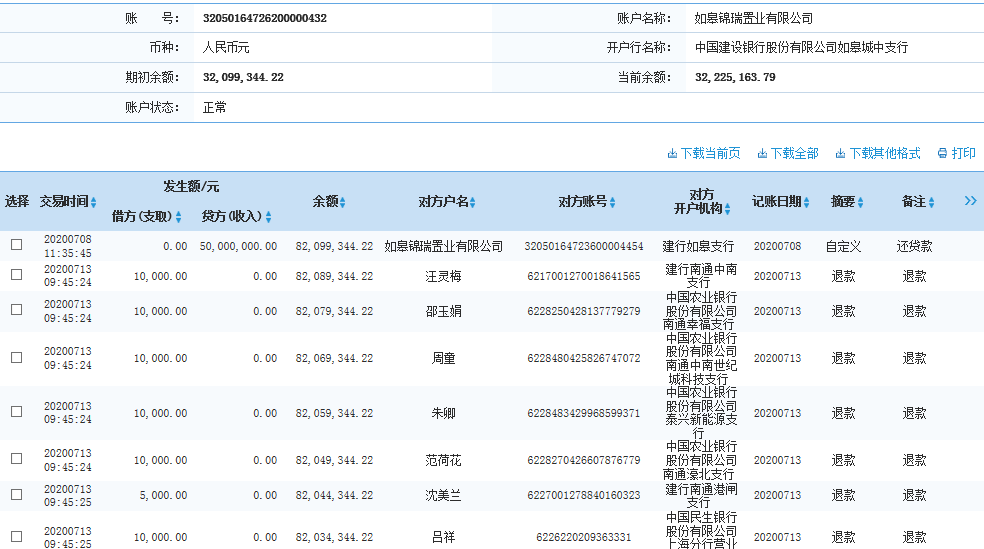 账 号： 32050164726200000432 账户名称： 如皋锦瑞置业有限公司
币种： 人民币元 开户行名称： 中国建设银行股份有限公司如皋城中支行
期初余额： 32,099,344.22 当前余额： 32,225,163.79
账户状态： 正常
下载当前页 下载全部 下载其他格式 打印
选择 交易时间 发生额/元 借方(支取) 贷方(收入) 余额 对方户名 对方账号 对方开户机构 记账日期 摘要 备注
20200708 11:35:45 0.00 50,000,000.00 82,099,344.22 如皋锦瑞置业有限公司 32050164723600004454 建行如皋支行 20200708 自定义 还贷款
20200713 09:45:24 10,000.00 0.00 82,089,344.22 汪灵梅 6217001270018641565 建行南通中南支行 20200713 退款 退款
20200713 09:45:24 10,000.00 0.00 82,079,344.22 邵玉娟 6228250428137779279 中国农业银行股份有限公司南通幸福支行 20200713 退款 退款
20200713 09:45:24 10,000.00 0.00 82,069,344.22 周童 6228480425826747072 中国农业银行股份有限公司南通中南世纪城科技支行 20200713 退款 退款
20200713 09:45:24 10,000.00 0.00 82,059,344.22 朱卿 6228483429968599371 中国农业银行股份有限公司泰兴新能源支行 20200713 退款 退款
20200713 09:45:24 10,000.00 0.00 82,049,344.22 范荷花 6228270426607876779 中国农业银行股份有限公司南通濠北支行 20200713 退款 退款
20200713 09:45:25 5,000.00 0.00 82,044,344.22 沈美兰 6227001278840160323 建行南通港闸支行 20200713 退款 退款
20200713 09:45:25 10,000.00 0.00 82,034,344.22 吕祥 6226220209363331 中国民生银行股份有限公司上海分行营业 20200713 退款 退款